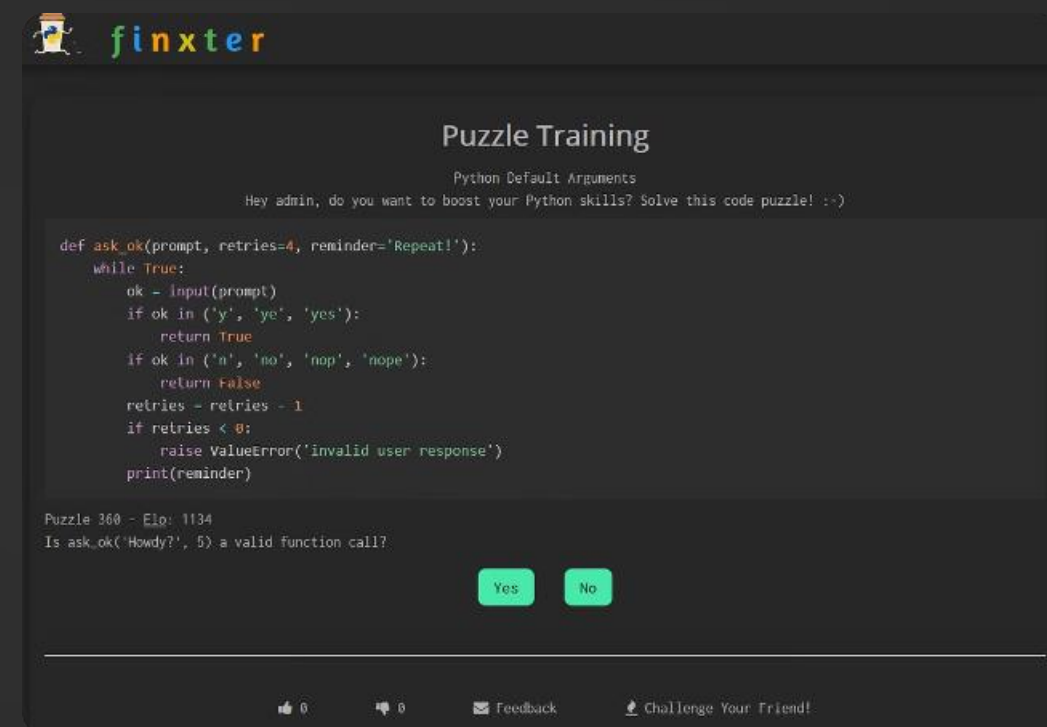 finxter
Puzzle Training
Python Default Arguments
Hey admin, do you want to boost your Python skills? Solve this code puzzle! :-)
def ask_ok(prompt, retries=4, reminder='Repeat!'):
while True:
ok = input(prompt)
if ok in ('y', 'ye', 'yes'):
return True
if ok in ('n', 'no', 'nop', 'nope'):
return False
retries = retries - 1
if retries < 0:
raise ValueError('invalid user response')
print(reminder)
Puzzle 360 - Elo: 1134
Is ask_ok('Howdy?', 5) a valid function call?
Yes No
0 0 Feedback Challenge Your Friend!